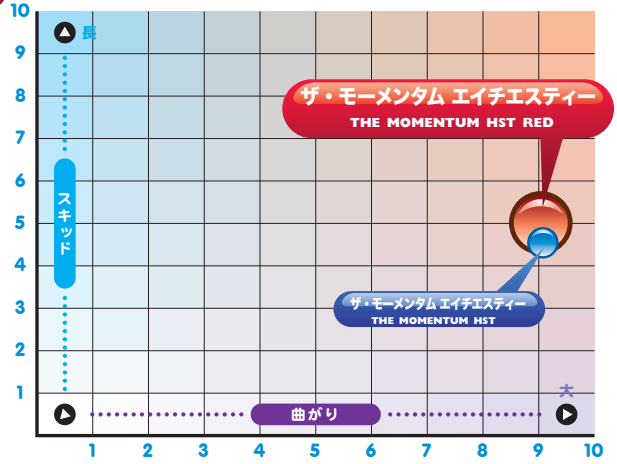 10
長
9
8
ザ・モーメンタム エイチエスティー
THE MOMENTUM HST RED
7
6
スキッド
5
4
ザ・モーメンタム エイチエスティー
THE MOMENTUM HST
3
2
1
大
曲がり
1 2 3 4 5 6 7 8 9 10